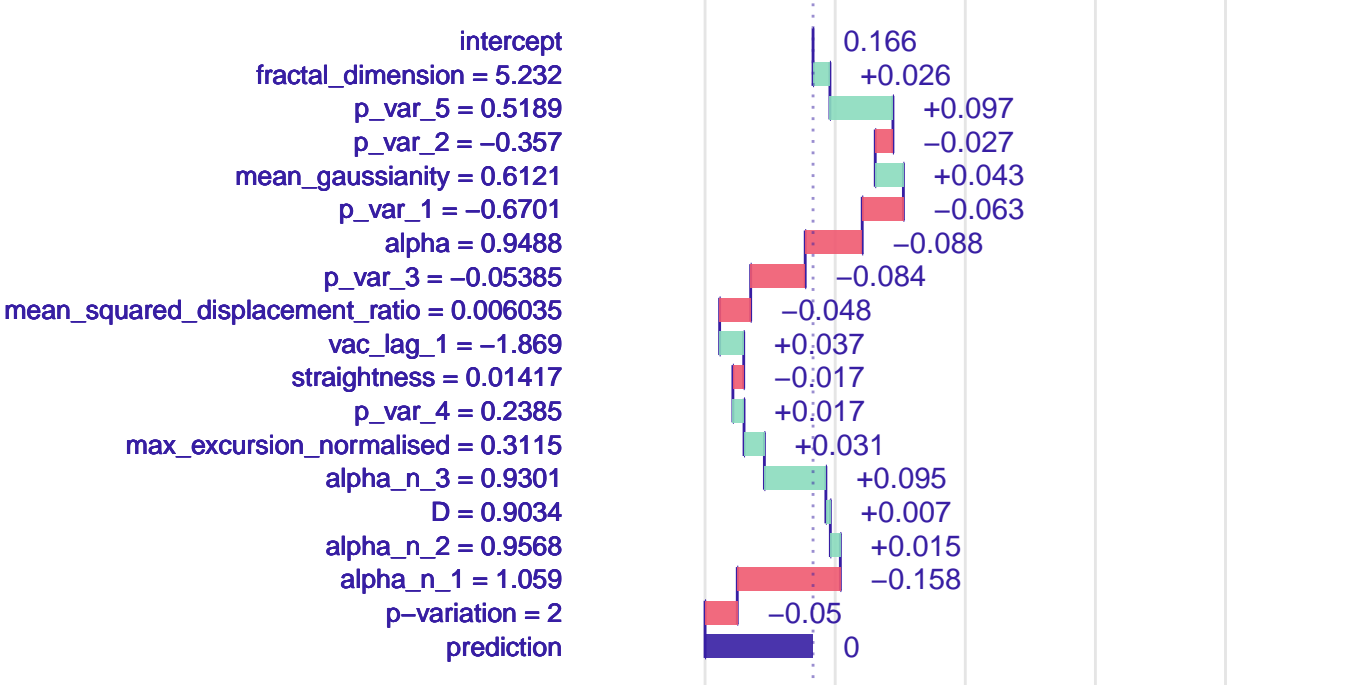 intercept 0.166
fractal_dimension = 5.232 +0.026
p_var_5 = 0.5189 +0.097
p_var_2 = −0.357 −0.027
mean_gaussianity = 0.6121 +0.043
p_var_1 = −0.6701 −0.063
alpha = 0.9488 −0.088
p_var_3 = −0.05385 −0.084
mean_squared_displacement_ratio = 0.006035 −0.048
vac_lag_1 = −1.869 +0.037
straightness = 0.01417 −0.017
p_var_4 = 0.2385 +0.017
max_excursion_normalised = 0.3115 +0.031
alpha_n_3 = 0.9301 +0.095
D = 0.9034 +0.007
alpha_n_2 = 0.9568 +0.015
alpha_n_1 = 1.059 −0.158
p−variation = 2 −0.05
prediction 0